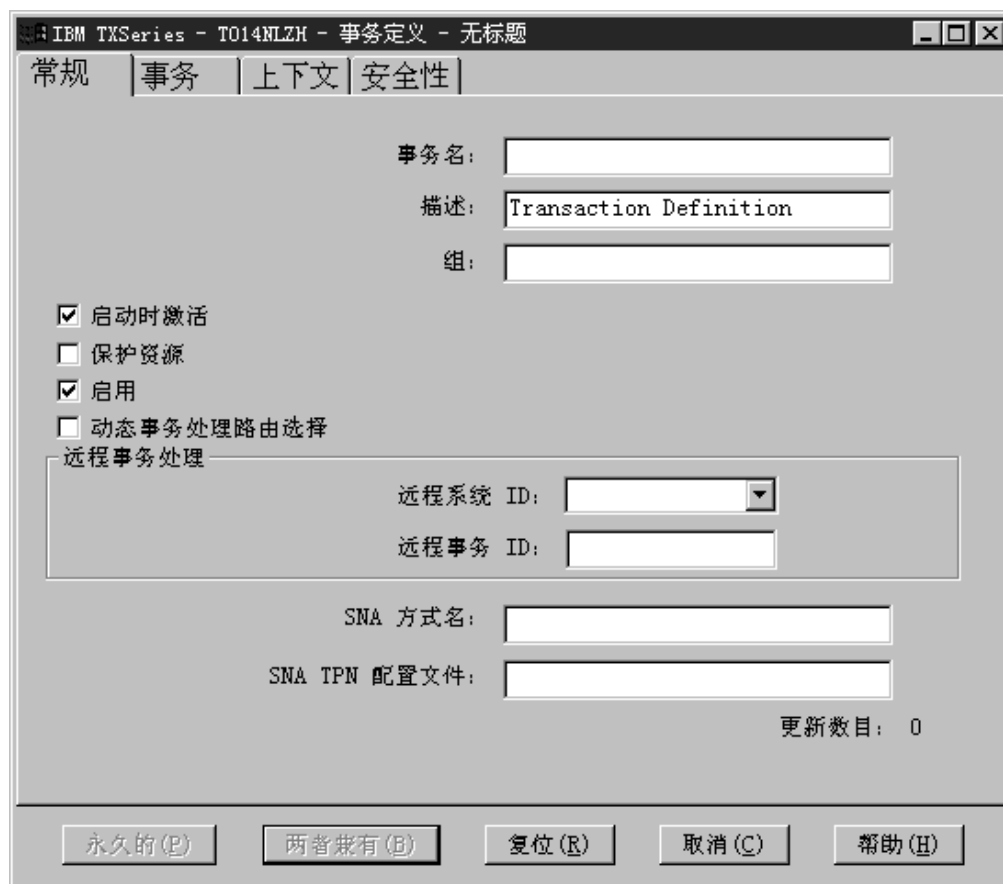 IBM TXSeries - TO14NLZH - 事务定义 - 无标题
常规 事务 上下文 安全性
事务名:
描述: Transaction Definition
组:
启动时激活
保护资源
启用
动态事务处理路由选择
远程事务处理
远程系统 ID:
远程事务 ID:
SNA 方式名:
SNA TPN 配置文件:
更新数目: 0
永久的(P) 两者兼有(B) 复位(R) 取消(C) 帮助(H)